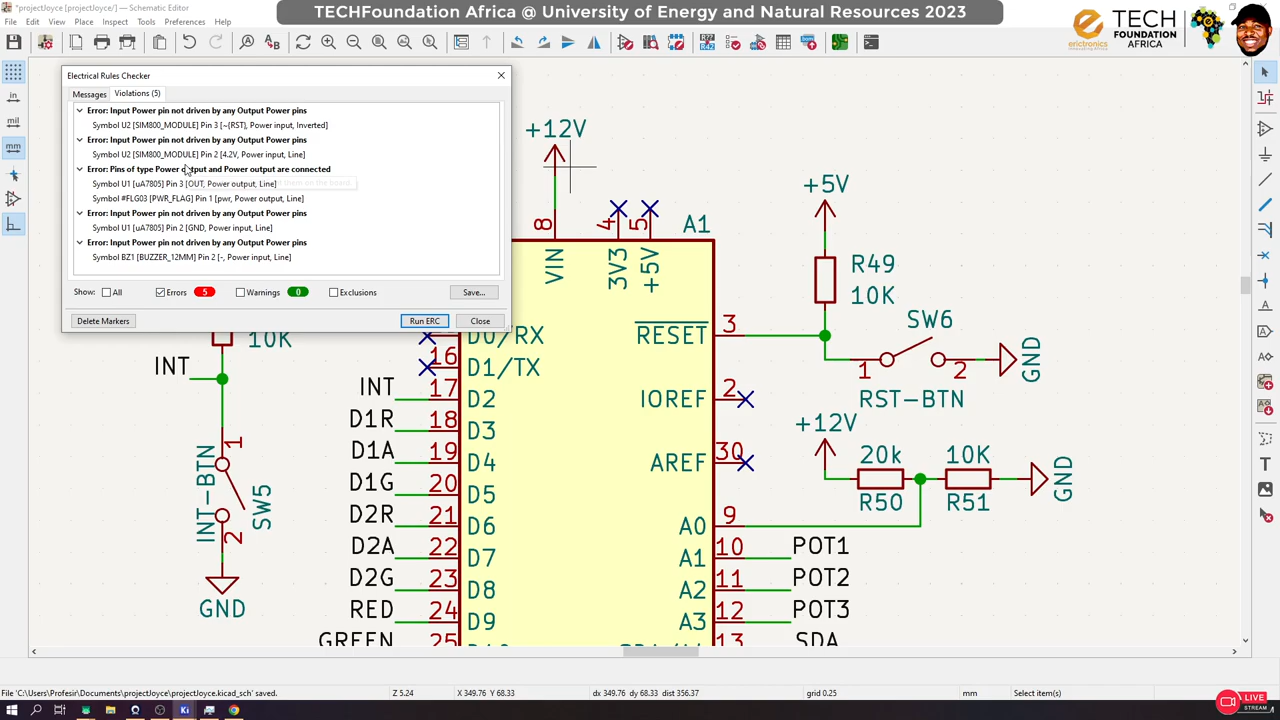 *projectJoyce [projectJoyce/] — Schematic Editor
TECHFoundation Africa @ University of Energy and Natural Resources 2023
File Edit View Place Inspect Tools Preferences Help
erictronics
TECH
FOUNDATION
AFRICA
in
mil
mm
Electrical Rules Checker
Messages Violations (5)
Error: Input Power pin not driven by any Output Power pins
Symbol U2 [SIM800_MODULE] Pin 3 [~{RST}, Power input, Inverted]
Error: Input Power pin not driven by any Output Power pins
Symbol U2 [SIM800_MODULE] Pin 2 [4.2V, Power input, Line]
Error: Pins of type Power output and Power output are connected
Symbol U1 [uA7805] Pin 3 [OUT, Power output, Line]
Symbol #FLG03 [PWR_FLAG] Pin 1 [pwr, Power output, Line]
Error: Input Power pin not driven by any Output Power pins
Symbol U1 [uA7805] Pin 2 [GND, Power input, Line]
Error: Input Power pin not driven by any Output Power pins
Symbol BZ1 [BUZZER_12MM] Pin 2 [-, Power input, Line]
Show: All Errors 5 Warnings 0 Exclusions Save...
Delete Markers Run ERC Close
+12V
8
4
5
A1
VIN
3V3
+5V
+5V
R49
10K
RESET
3
SW6
1
2
RST-BTN
GND
IOREF
2
AREF
30
+12V
20k
R50
10K
R51
GND
A0
9
A1
10
POT1
A2
11
POT2
A3
12
POT3
13
SDA
10K
INT
1
INT-BTN
SW5
2
GND
D0/RX
16
D1/TX
INT
17
D2
D1R
18
D3
D1A
19
D4
D1G
20
D5
D2R
21
D6
D2A
22
D7
D2G
23
D8
RED
24
D9
GREEN
25
File 'C:\Users\Profesir\Documents\projectJoyce\projectJoyce.kicad_sch' saved.
Z 5.24
X 349.76 Y 68.33
dx 349.76 dy 68.33 dist 356.37
grid 0.25
mm
Select item(s)
LIVE
STREAM